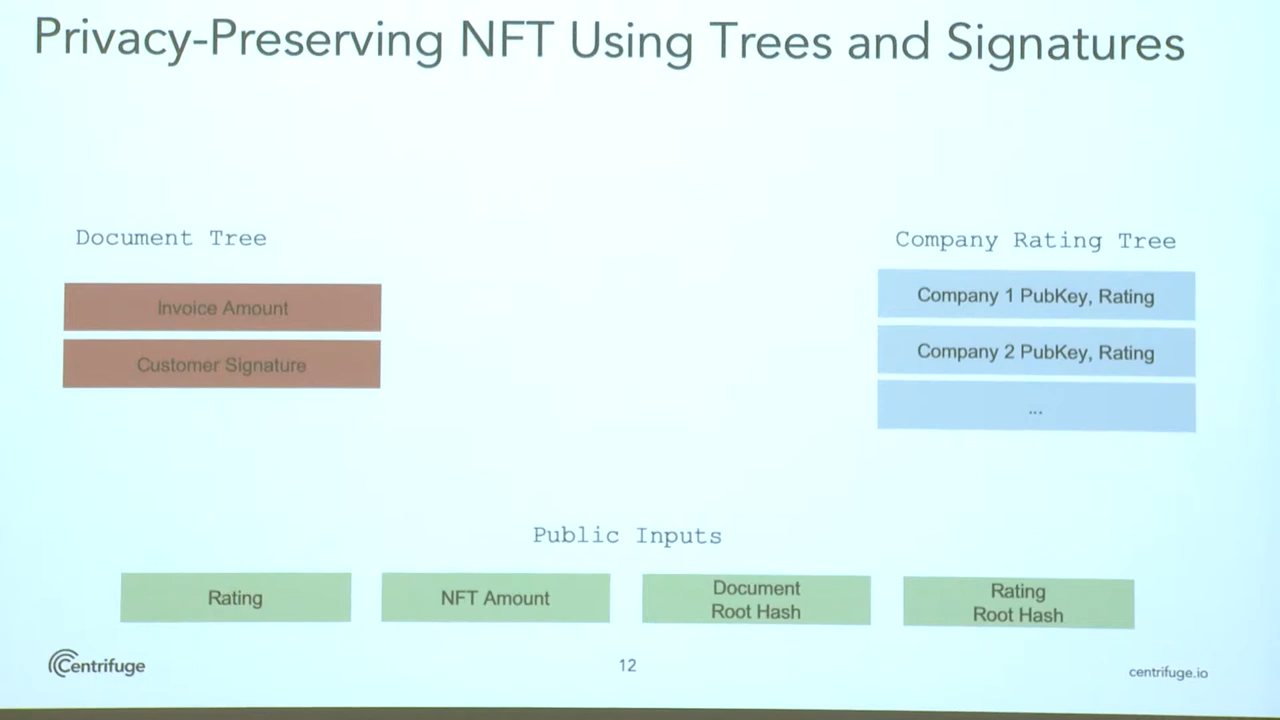 Privacy-Preserving NFT Using Trees and Signatures
Document Tree
Invoice Amount
Customer Signature
Company Rating Tree
Company 1 PubKey, Rating
Company 2 PubKey, Rating
...
Public Inputs
Rating
NFT Amount
Document
Root Hash
Rating
Root Hash
Centrifuge
12
centrifuge.io